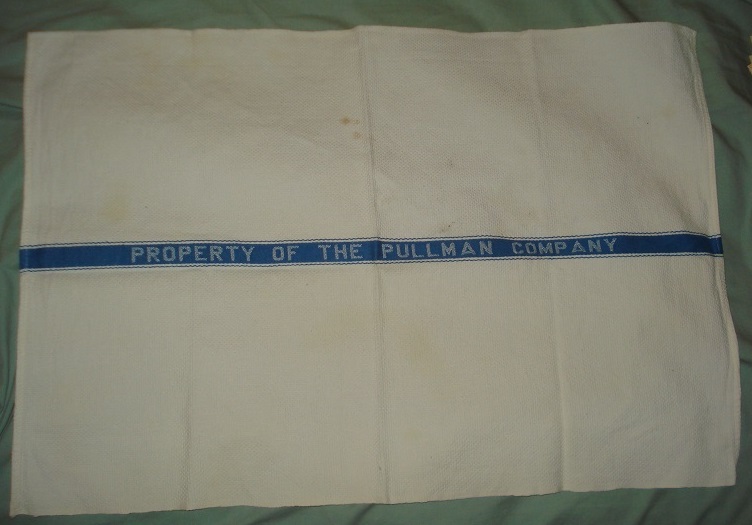 PROPERTY OF THE PULLMAN COMPANY